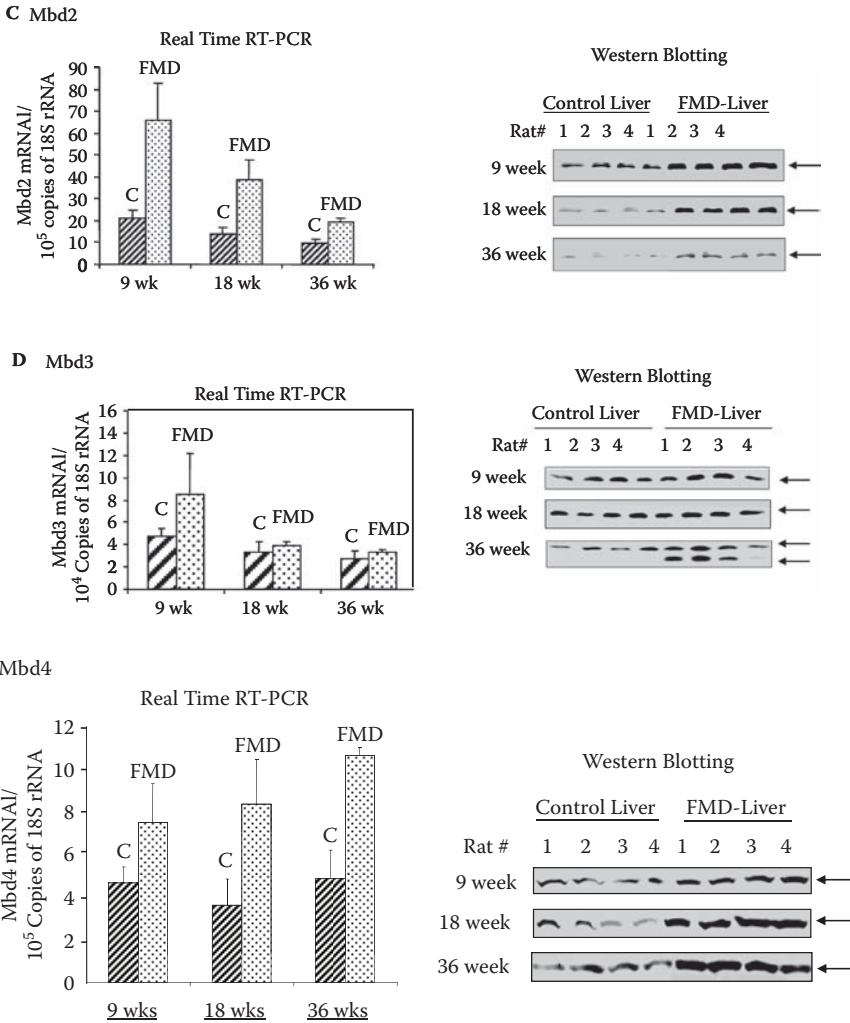 C Mbd2
Real Time RT-PCR
Mbd2 mRNAl/
10⁵ copies of 18S rRNA
90
80
70
60
50
40
30
20
10
0
FMD
C
FMD
C
FMD
C
9 wk 18 wk 36 wk
Western Blotting
Control Liver FMD-Liver
Rat# 1 2 3 4 1 2 3 4
9 week
18 week
36 week
D Mbd3
Real Time RT-PCR
Mbd3 mRNAl/
10⁴ Copies of 18S rRNA
16
14
12
10
8
6
4
2
0
FMD
C
C FMD
C FMD
9 wk 18 wk 36 wk
Western Blotting
Control Liver FMD-Liver
Rat# 1 2 3 4 1 2 3 4
9 week
18 week
36 week
Mbd4
Real Time RT-PCR
Mbd4 mRNAl/
10⁵ Copies of 18S rRNA
12
10
8
6
4
2
0
FMD
C
FMD
C
FMD
C
9 wks 18 wks 36 wks
Western Blotting
Control Liver FMD-Liver
Rat # 1 2 3 4 1 2 3 4
9 week
18 week
36 week